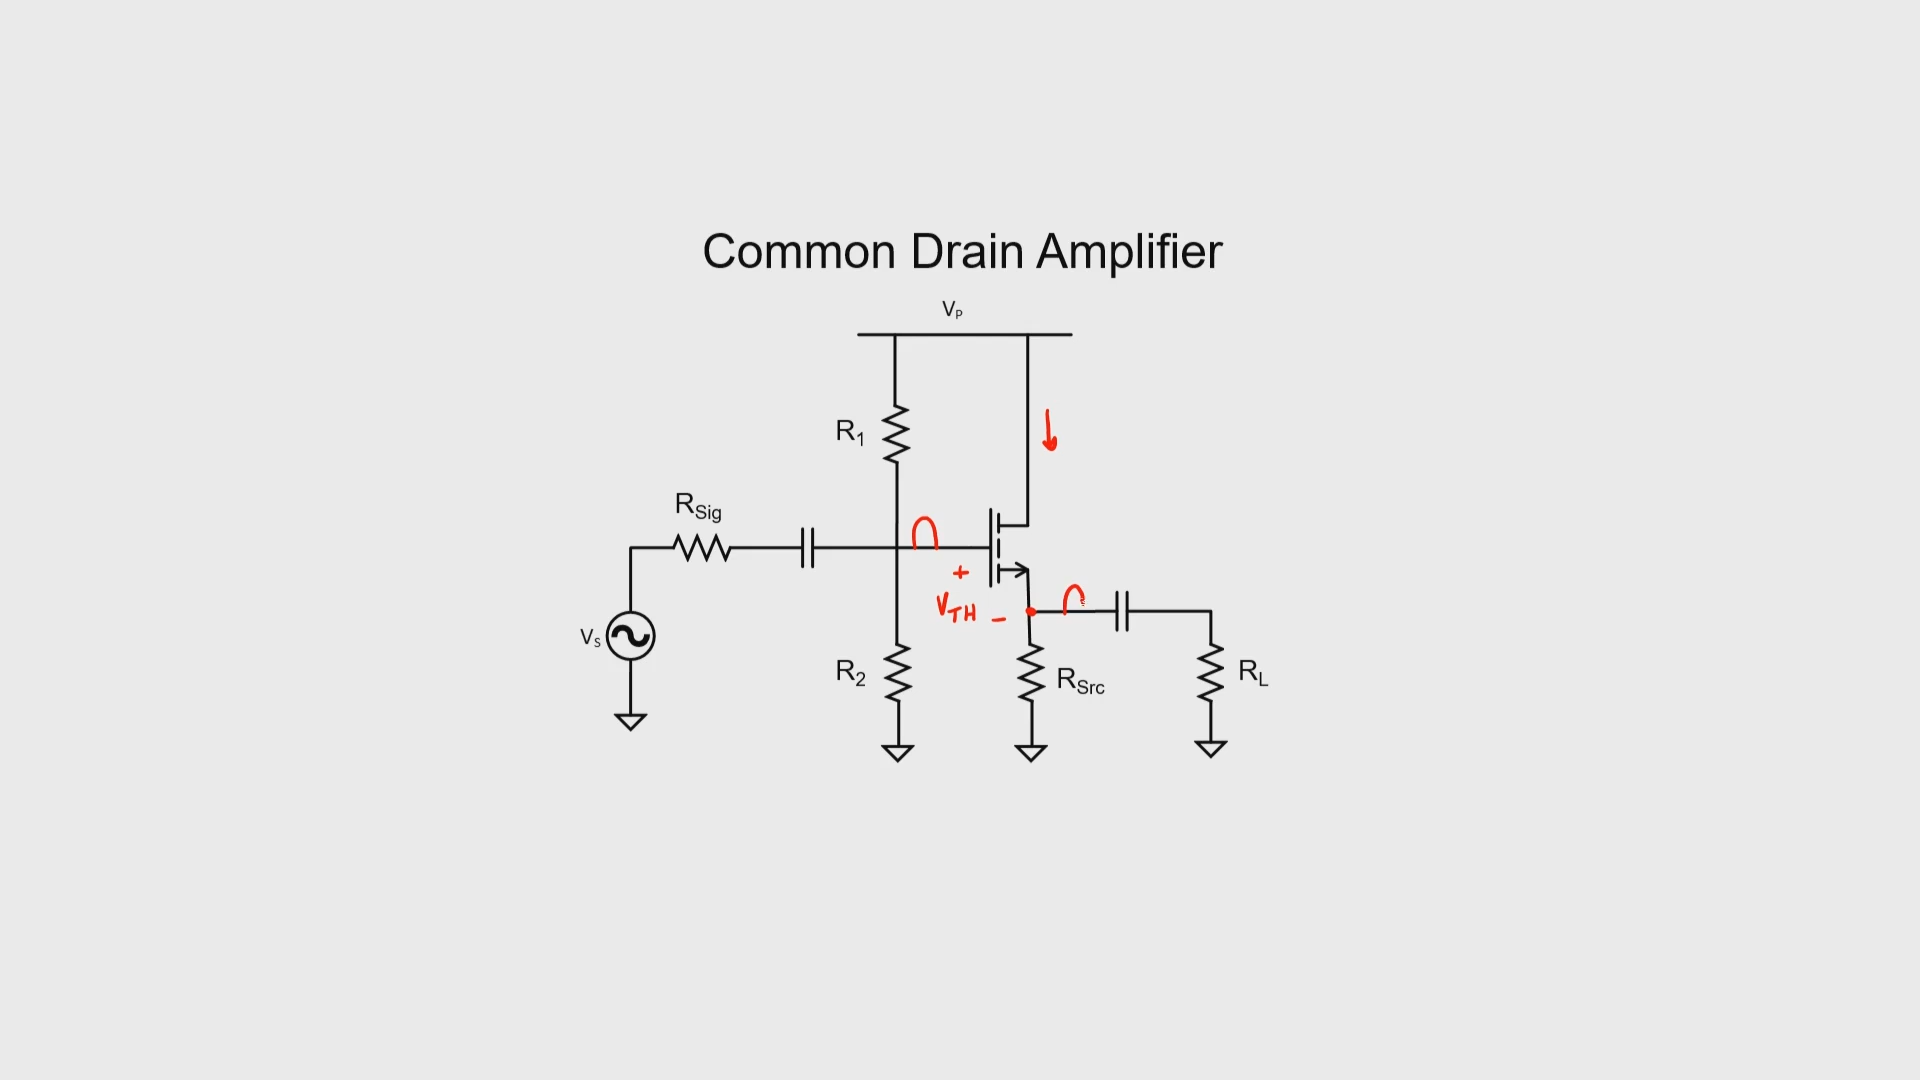 Common Drain Amplifier
VP
R1
RSig
+
VTH -
VS
R2
RSrc
RL